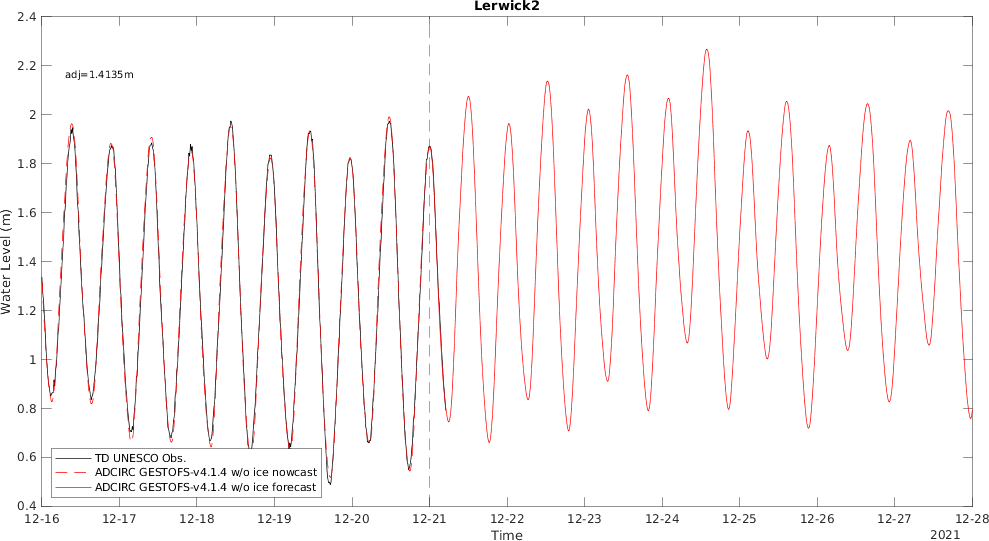 Lerwick2
2.4
2.2
2
1.8
1.6
1.4
1.2
1
0.8
0.6
0.4
Water Level (m)
adj=1.4135m
TD UNESCO Obs.
ADCIRC GESTOFS-v4.1.4 w/o ice nowcast
ADCIRC GESTOFS-v4.1.4 w/o ice forecast
12-16 12-17 12-18 12-19 12-20 12-21 12-22 12-23 12-24 12-25 12-26 12-27 12-28
Time
2021